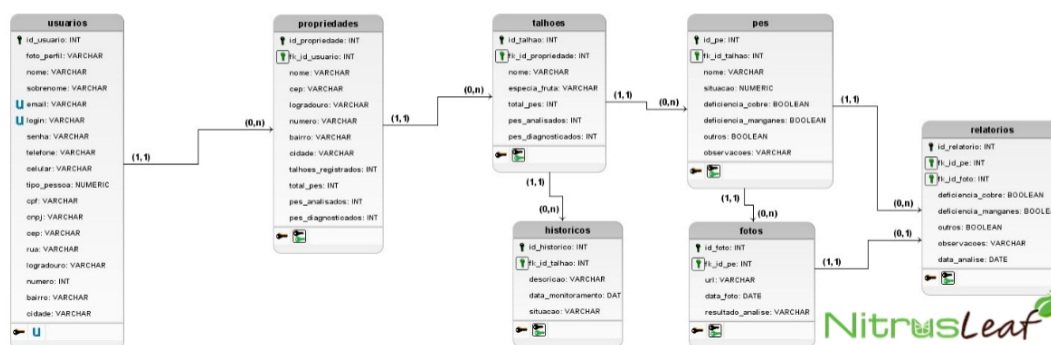 usuarios
id_usuario: INT
foto_perfil: VARCHAR
nome: VARCHAR
sobrenome: VARCHAR
U email: VARCHAR
U login: VARCHAR
senha: VARCHAR
telefone: VARCHAR
celular: VARCHAR
tipo_pessoa: NUMERIC
cpf: VARCHAR
cnpj: VARCHAR
cep: VARCHAR
rua: VARCHAR
logradouro: VARCHAR
numero: INT
bairro: VARCHAR
cidade: VARCHAR
U
(1,1)
(0,n)
propriedades
id_propriedade: INT
fk_id_usuario: INT
nome: VARCHAR
cep: VARCHAR
logradouro: VARCHAR
numero: VARCHAR
bairro: VARCHAR
cidade: VARCHAR
talhoes_registrados: INT
total_pes: INT
pes_analisados: INT
pes_diagnosticados: INT
(1,1)
(0,n)
talhoes
id_talhao: INT
fk_id_propriedade: INT
nome: VARCHAR
especia_fruta: VARCHAR
total_pes: INT
pes_analisados: INT
pes_diagnosticados: INT
(1,1)
(0,n)
(1,1)
(0,n)
historicos
id_historico: INT
fk_id_talhao: INT
descricao: VARCHAR
data_monitoramento: DAT
situacao: VARCHAR
pes
id_pe: INT
fk_id_talhao: INT
nome: VARCHAR
situacao: NUMERIC
deficiencia_cobre: BOOLEAN
deficiencia_manganes: BOOLEAN
outros: BOOLEAN
observacoes: VARCHAR
(1,1)
(0,n)
(1,1)
(0,n)
fotos
id_foto: INT
fk_id_pe: INT
url: VARCHAR
data_foto: DATE
resultado_analise: VARCHAR
(1,1)
(0,1)
relatorios
id_relatorio: INT
fk_id_pe: INT
fk_id_foto: INT
deficiencia_cobre: BOOLEAN
deficiencia_manganes: BOOLE
outros: BOOLEAN
observacoes: VARCHAR
data_analise: DATE
NitrusLeaf